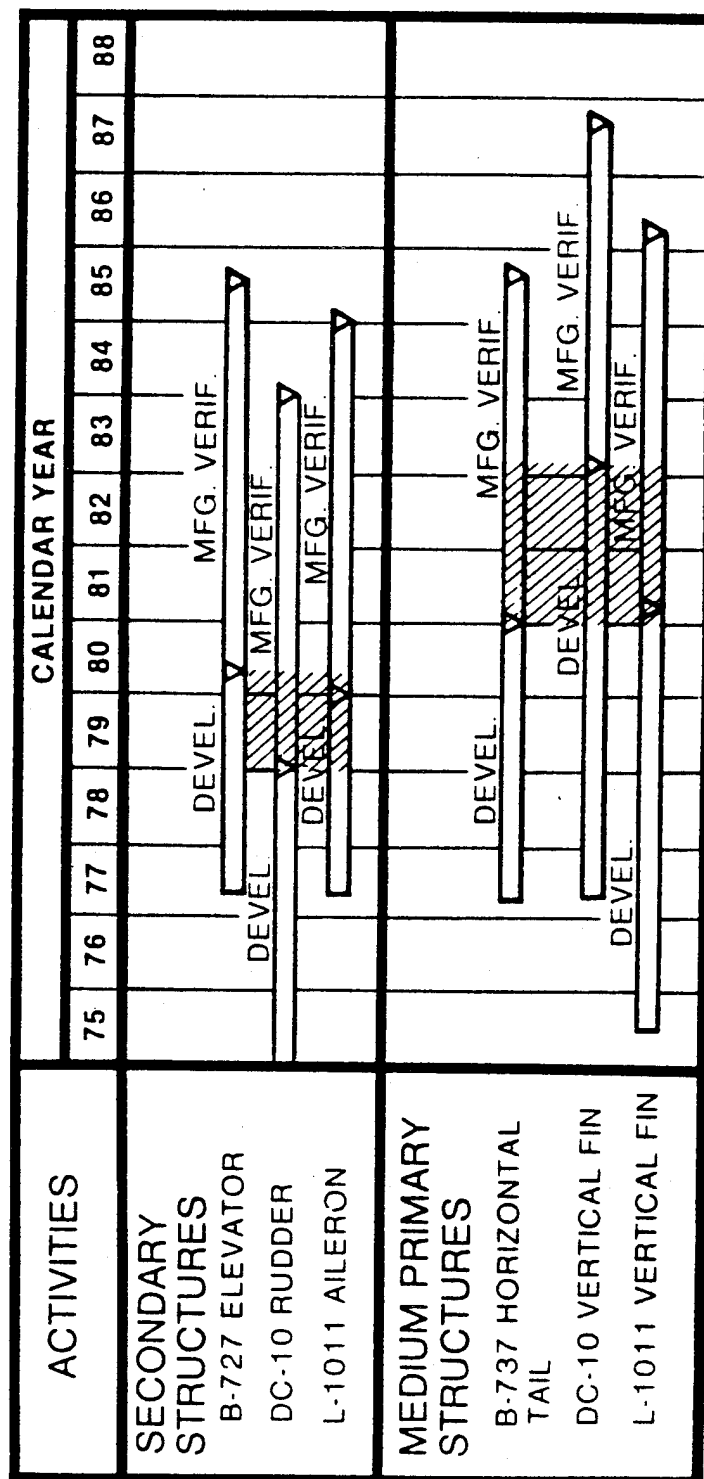 ACTIVITIES
CALENDAR YEAR
75 76 77 78 79 80 81 82 83 84 85 86 87 88
SECONDARY
STRUCTURES
B-727 ELEVATOR
DEVEL. MFG. VERIF.
DC-10 RUDDER
DEVEL. MFG. VERIF.
L-1011 AILERON
DEVEL. MFG. VERIF.
MEDIUM PRIMARY
STRUCTURES
B-737 HORIZONTAL
TAIL
DEVEL. MFG. VERIF.
DC-10 VERTICAL FIN
DEVEL. MFG. VERIF.
L-1011 VERTICAL FIN
DEVEL. MFG. VERIF.